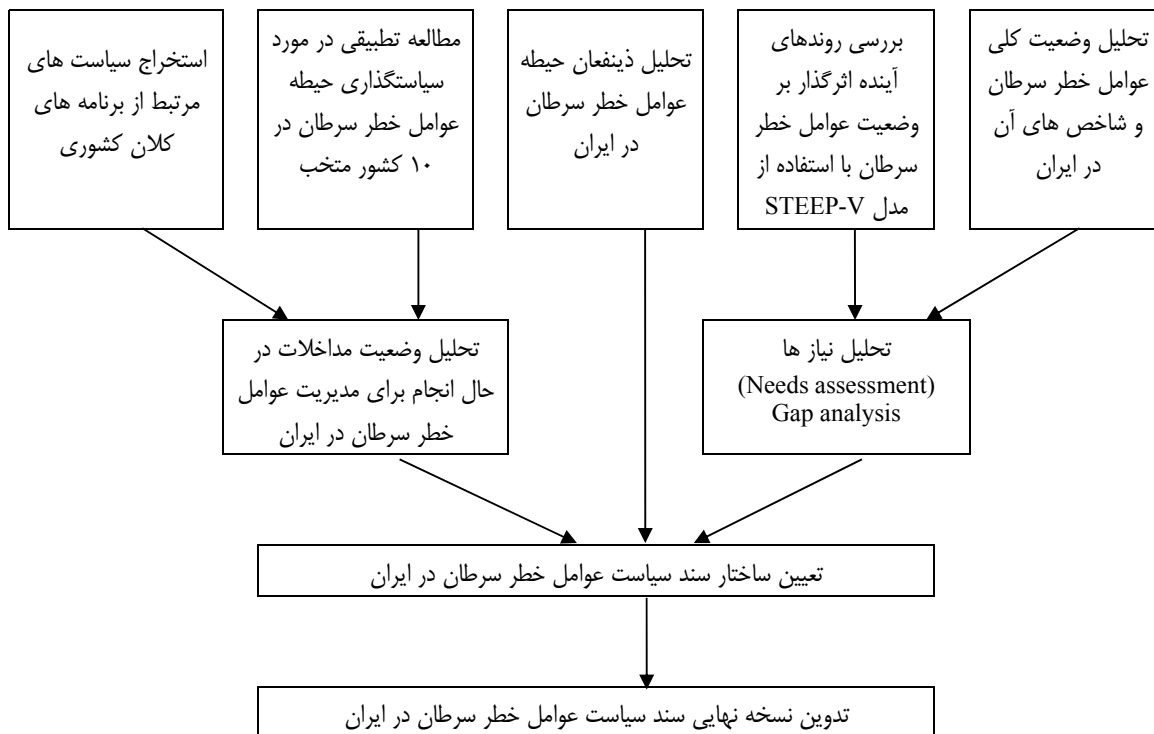 تحلیل وضعیت کلی
عوامل خطر سرطان
و شاخص های آن
در ایران
بررسی روندهای
آینده اثرگذار بر
وضعیت عوامل خطر
سرطان با استفاده از
مدل STEEP-V
تحلیل ذینفعان حیطه
عوامل خطر سرطان
در ایران
مطالعه تطبیقی در مورد
سیاستگذاری حیطه
عوامل خطر سرطان در
۱۰ کشور متخب
استخراج سیاست های
مرتبط از برنامه های
کلان کشوری
تحلیل نیاز ها
(Needs assessment)
Gap analysis
تحلیل وضعیت مداخلات در
حال انجام برای مدیریت عوامل
خطر سرطان در ایران
تعیین ساختار سند سیاست عوامل خطر سرطان در ایران
تدوین نسخه نهایی سند سیاست عوامل خطر سرطان در ایران